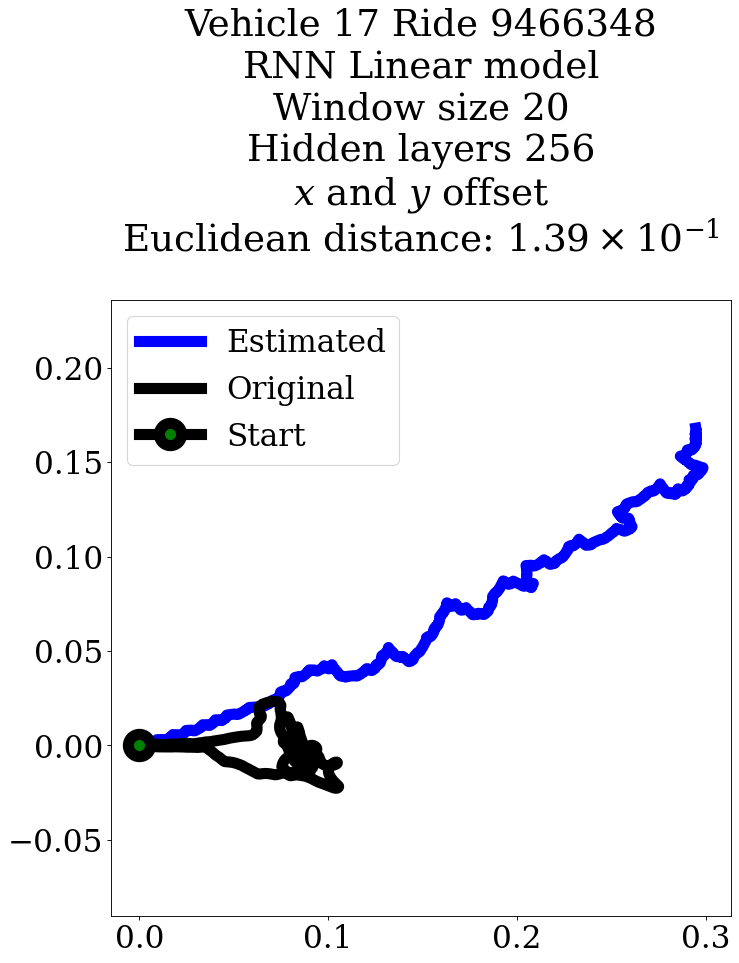 Vehicle 17 Ride 9466348
RNN Linear model
Window size 20
Hidden layers 256
x and y offset
Euclidean distance: 1.39 × 10⁻¹
Estimated
Original
Start
0.20
0.15
0.10
0.05
0.00
−0.05
0.0 0.1 0.2 0.3